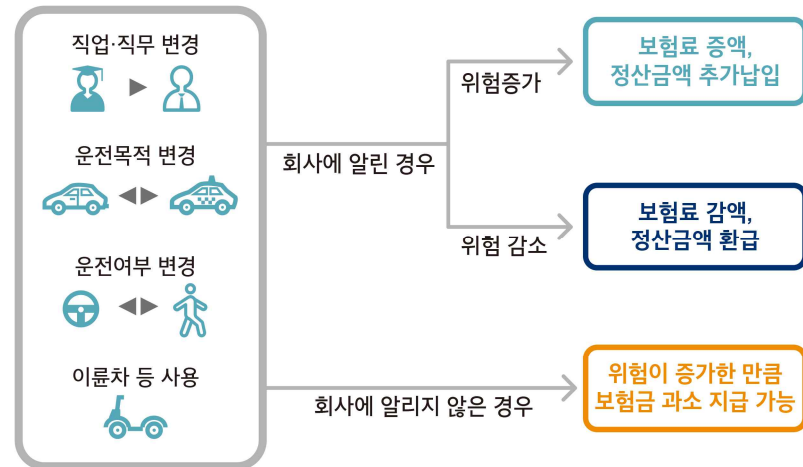 직업·직무 변경
운전목적 변경
운전여부 변경
이륜차 등 사용
회사에 알린 경우
위험증가
보험료 증액,
정산금액 추가납입
위험 감소
보험료 감액,
정산금액 환급
회사에 알리지 않은 경우
위험이 증가한 만큼
보험금 과소 지급 가능